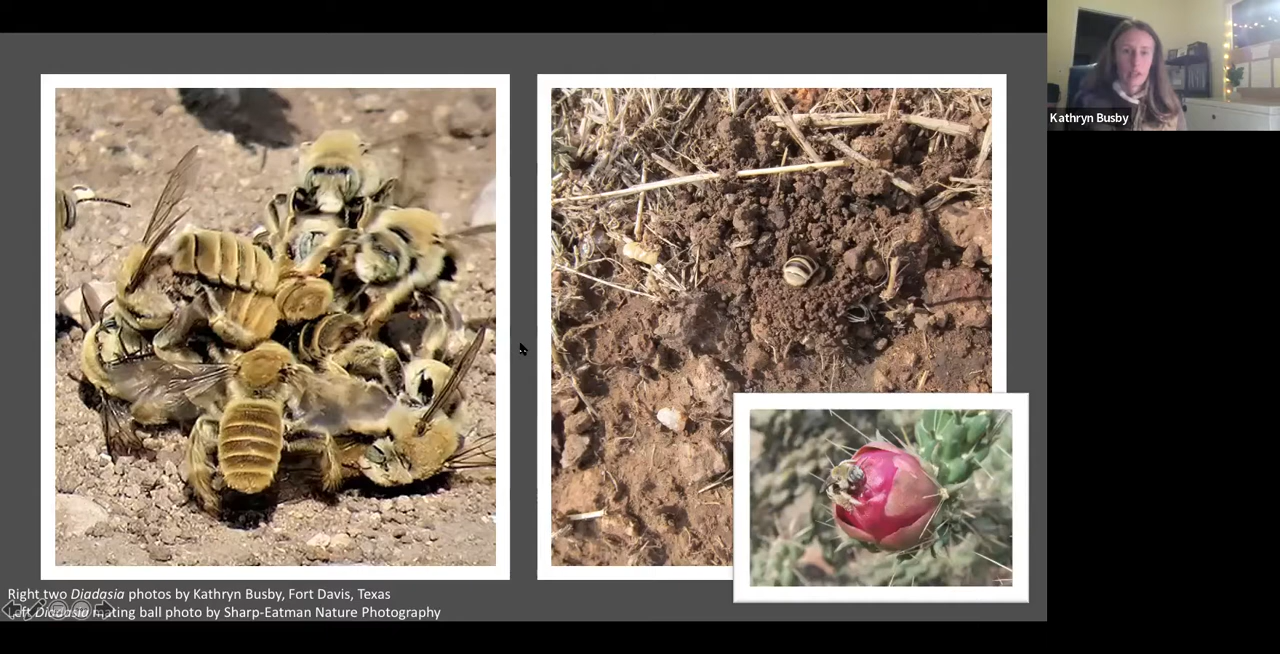 Kathryn Busby
Right two Diadasia photos by Kathryn Busby, Fort Davis, Texas
Left Diadasia mating ball photo by Sharp-Eatman Nature Photography